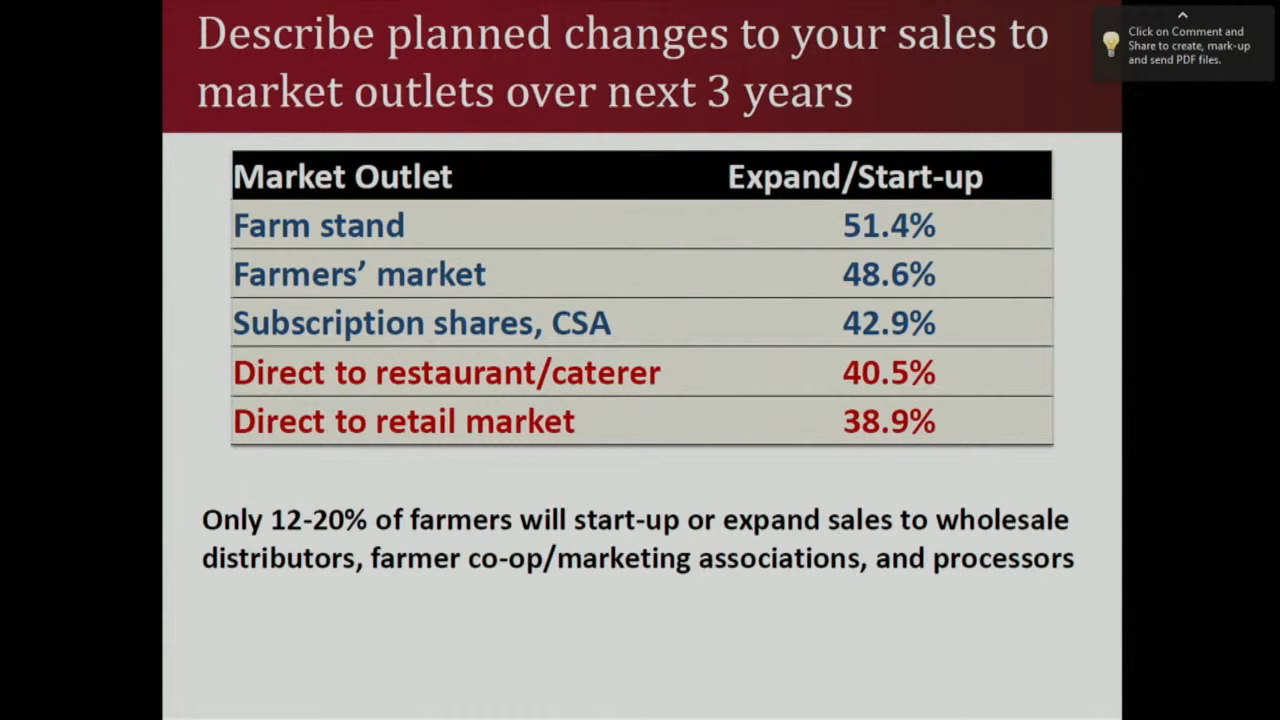 Describe planned changes to your sales to
market outlets over next 3 years
Click on Comment and
Share to create, mark-up
and send PDF files.
Market Outlet Expand/Start-up
Farm stand 51.4%
Farmers’ market 48.6%
Subscription shares, CSA 42.9%
Direct to restaurant/caterer 40.5%
Direct to retail market 38.9%
Only 12-20% of farmers will start-up or expand sales to wholesale
distributors, farmer co-op/marketing associations, and processors